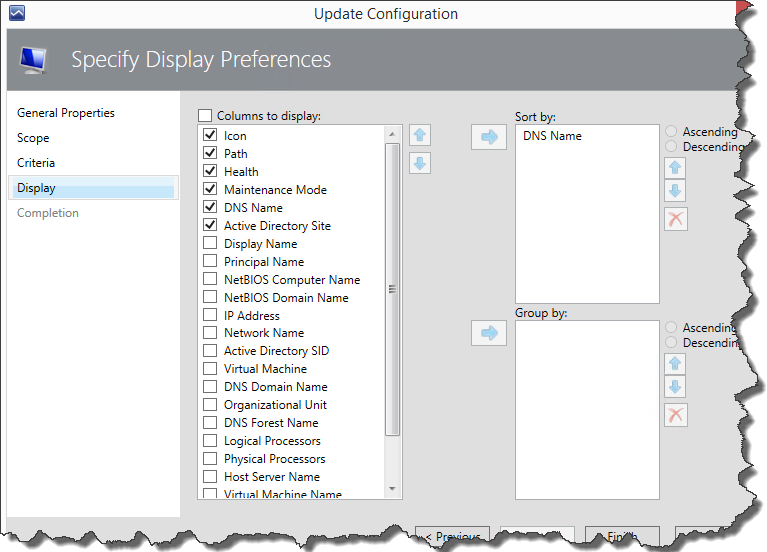 Update Configuration
Specify Display Preferences
General Properties
Scope
Criteria
Display
Completion
Columns to display:
Icon
Path
Health
Maintenance Mode
DNS Name
Active Directory Site
Display Name
Principal Name
NetBIOS Computer Name
NetBIOS Domain Name
IP Address
Network Name
Active Directory SID
Virtual Machine
DNS Domain Name
Organizational Unit
DNS Forest Name
Logical Processors
Physical Processors
Host Server Name
Virtual Machine Name
Sort by:
DNS Name
Ascending
Descending
Group by:
Ascending
Descending
< Previous
Finish